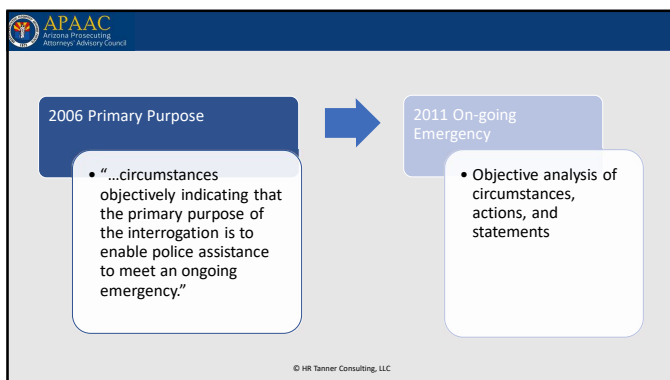 APAAC
Arizona Prosecuting
Attorneys' Advisory Council
2006 Primary Purpose
• “…circumstances
objectively indicating that
the primary purpose of
the interrogation is to
enable police assistance
to meet an ongoing
emergency.”
2011 On-going
Emergency
• Objective analysis of
circumstances,
actions, and
statements
© HR Tanner Consulting, LLC